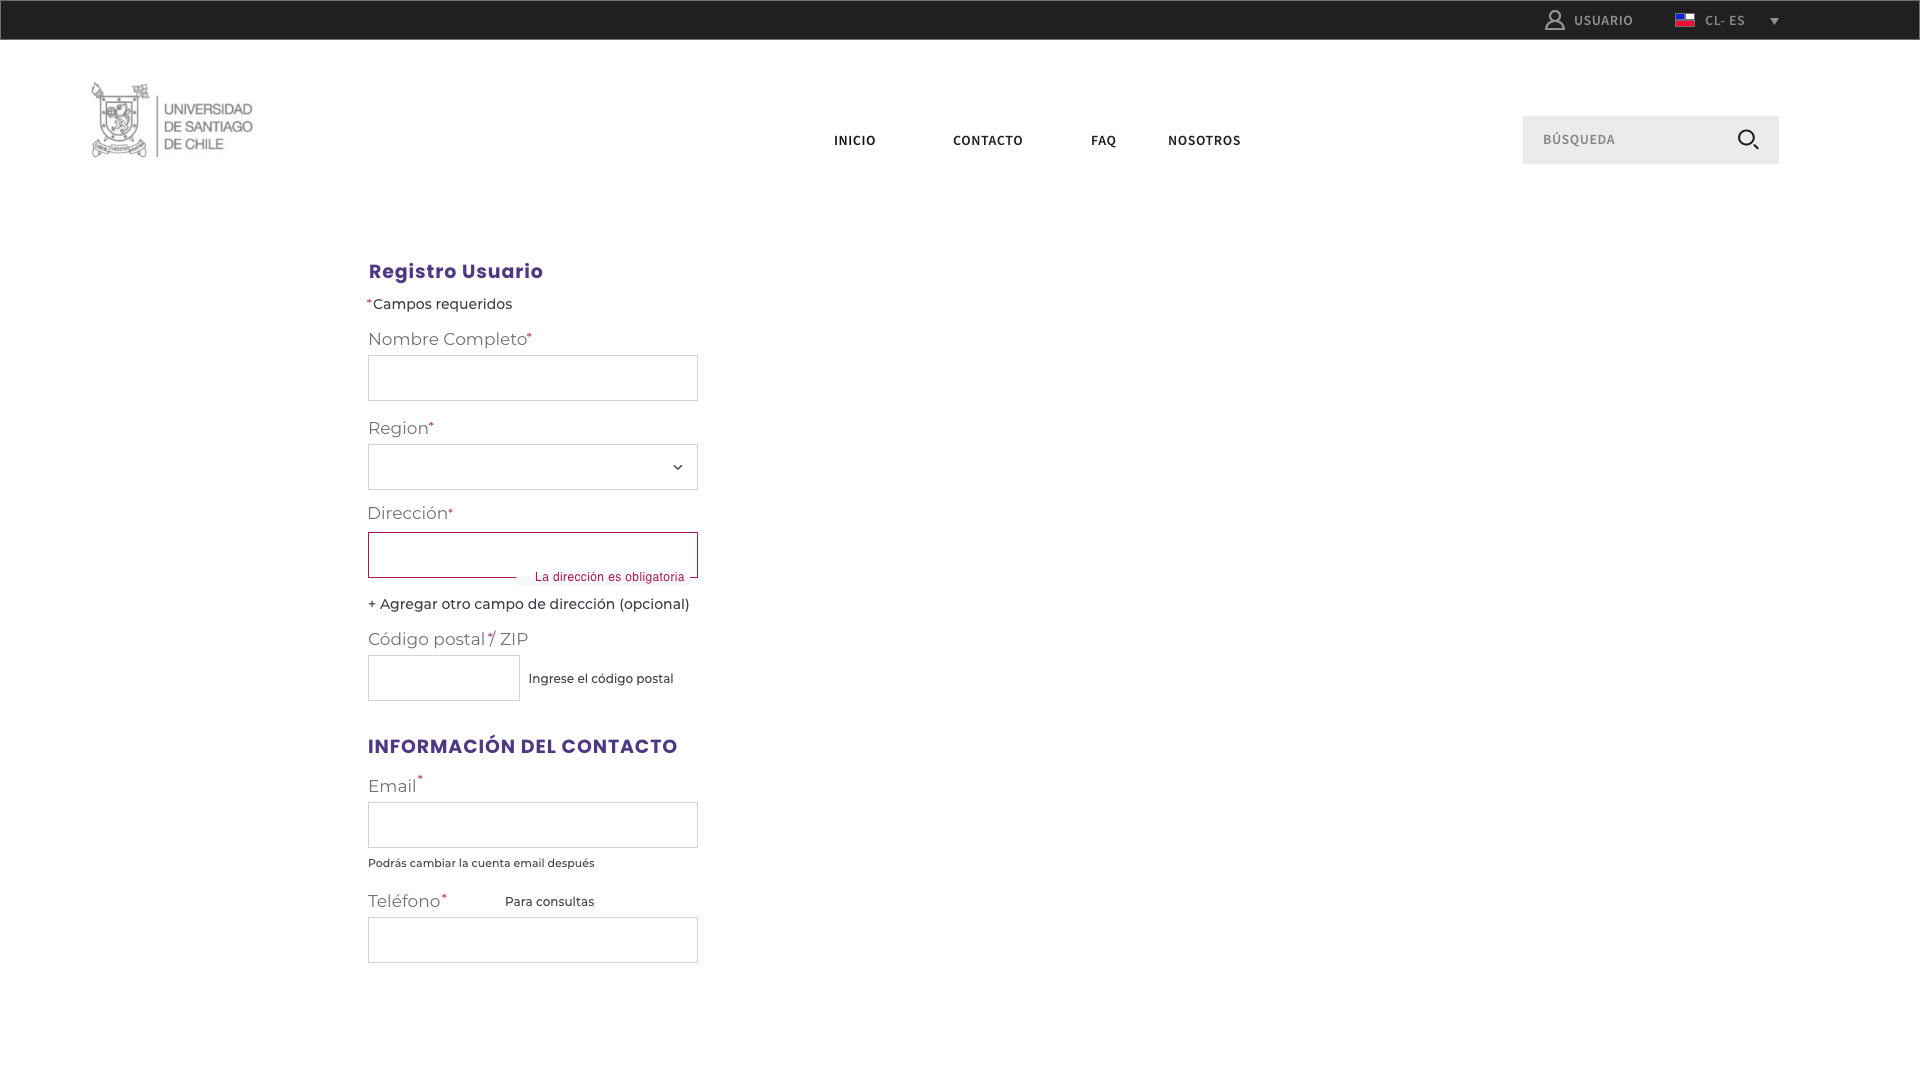 USUARIO
CL- ES
UNIVERSIDAD
DE SANTIAGO
DE CHILE
INICIO
CONTACTO
FAQ
NOSOTROS
BÚSQUEDA
Registro Usuario
*Campos requeridos
Nombre Completo*
Region*
Dirección*
La dirección es obligatoria
+ Agregar otro campo de dirección (opcional)
Código postal*/ ZIP
Ingrese el código postal
INFORMACIÓN DEL CONTACTO
Email*
Podrás cambiar la cuenta email después
Teléfono*
Para consultas